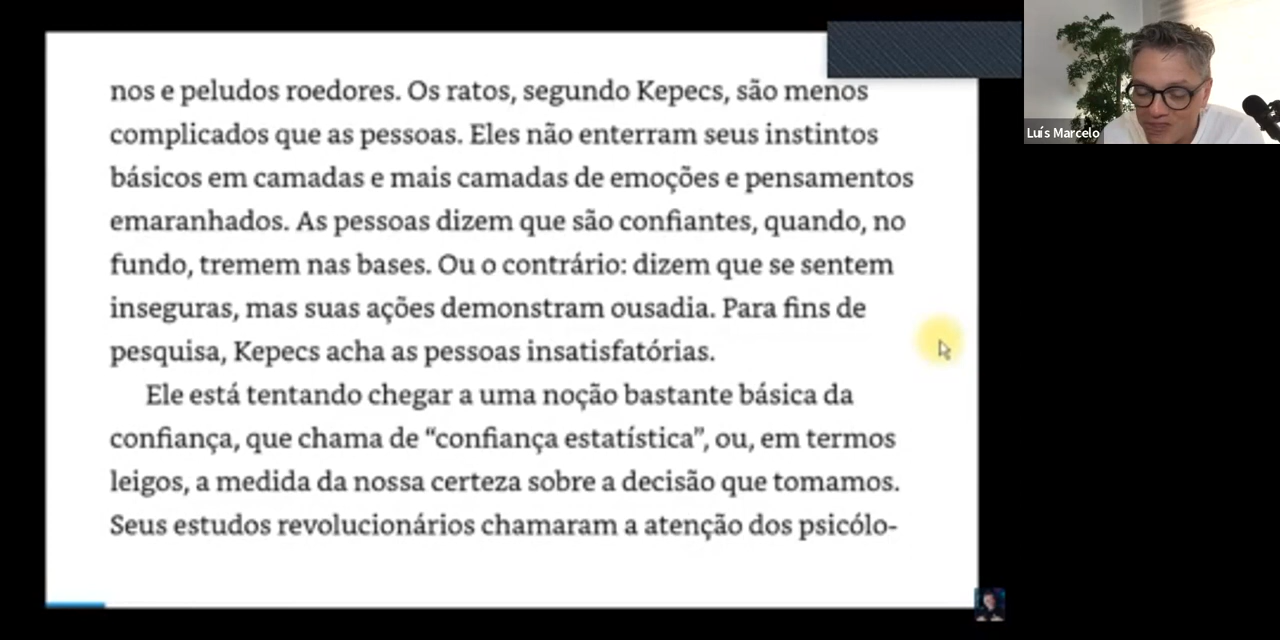 nos e peludos roedores. Os ratos, segundo Kepecs, são menos
complicados que as pessoas. Eles não enterram seus instintos
básicos em camadas e mais camadas de emoções e pensamentos
emaranhados. As pessoas dizem que são confiantes, quando, no
fundo, tremem nas bases. Ou o contrário: dizem que se sentem
inseguras, mas suas ações demonstram ousadia. Para fins de
pesquisa, Kepecs acha as pessoas insatisfatórias.
Ele está tentando chegar a uma noção bastante básica da
confiança, que chama de “confiança estatística”, ou, em termos
leigos, a medida da nossa certeza sobre a decisão que tomamos.
Seus estudos revolucionários chamaram a atenção dos psicólo-
Luís Marcelo